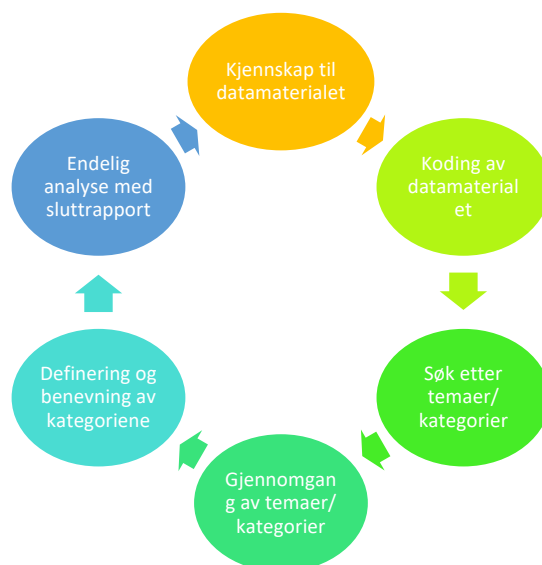 Kjennskap til
datamaterialet
Koding av
datamaterial
et
Søk etter
temaer/
kategorier
Gjennomgan
g av temaer/
kategorier
Definering og
benevning av
kategoriene
Endelig
analyse med
sluttrapport